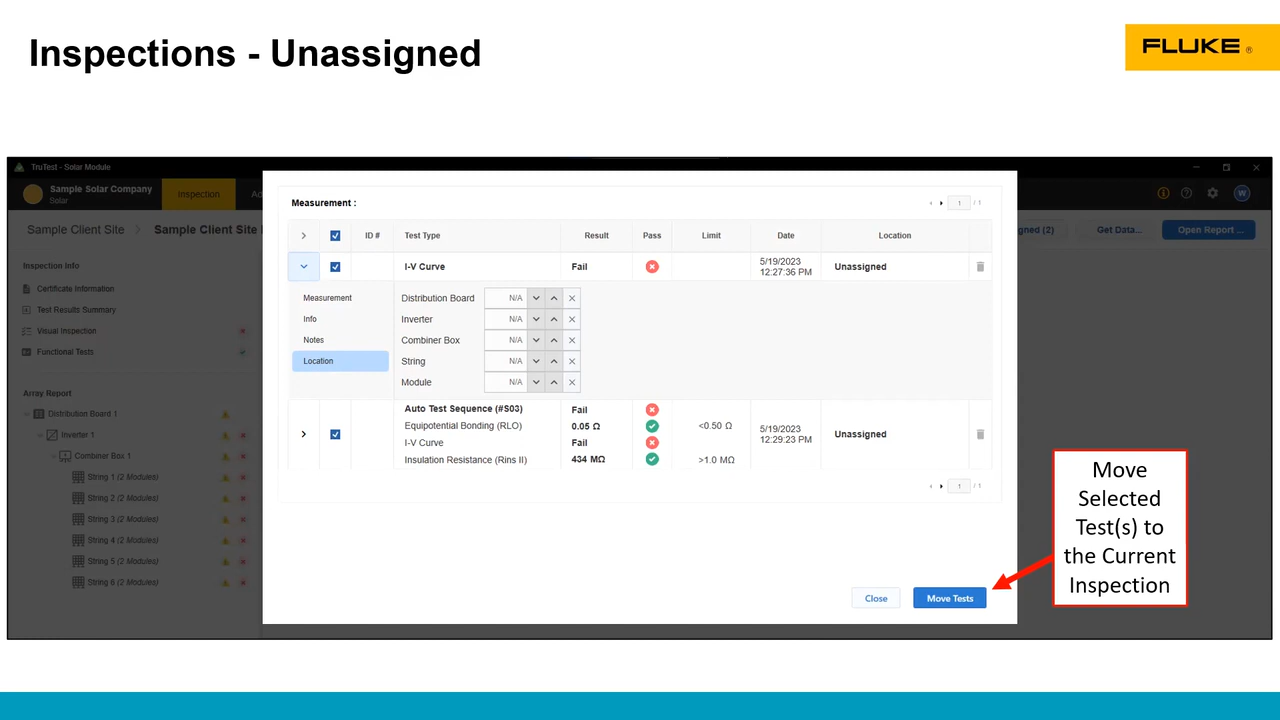 Inspections - Unassigned
FLUKE ®
TruTest - Solar Module
Sample Solar Company
Solar
Inspection
Ad
W
Sample Client Site
Sample Client Site
gned (2)
Get Data...
Open Report ...
Inspection Info
Certificate Information
Test Results Summary
Visual Inspection
Functional Tests
Array Report
Distribution Board 1
Inverter 1
Combiner Box 1
String 1 (2 Modules)
String 2 (2 Modules)
String 3 (2 Modules)
String 4 (2 Modules)
String 5 (2 Modules)
String 6 (2 Modules)
Measurement :
1 / 1
ID # Test Type Result Pass Limit Date Location
I-V Curve Fail 5/19/2023 12:27:36 PM Unassigned
Measurement
Info
Notes
Location
Distribution Board N/A
Inverter N/A
Combiner Box N/A
String N/A
Module N/A
Auto Test Sequence (#S03) Fail
Equipotential Bonding (RLO) 0.05 Ω <0.50 Ω
I-V Curve Fail
Insulation Resistance (Rins II) 434 MΩ >1.0 MΩ
5/19/2023
12:29:23 PM
Unassigned
1 / 1
Close
Move Tests
Move
Selected
Test(s) to
the Current
Inspection